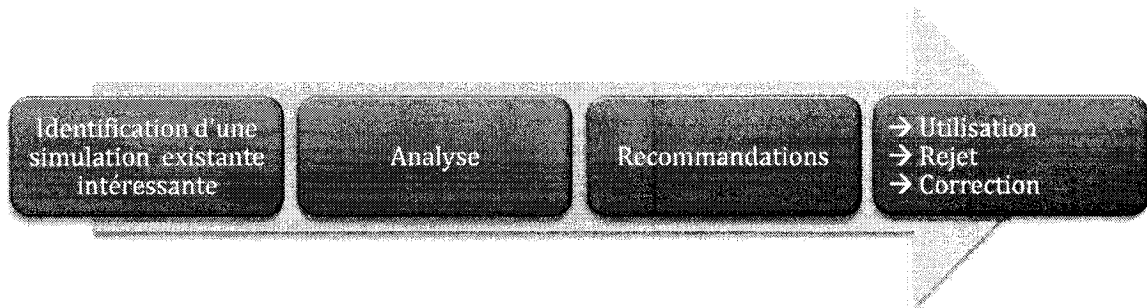 Identification d'une
simulation existante
intéressante
Analyse
Recommandations
→ Utilisation
→ Rejet
→ Correction